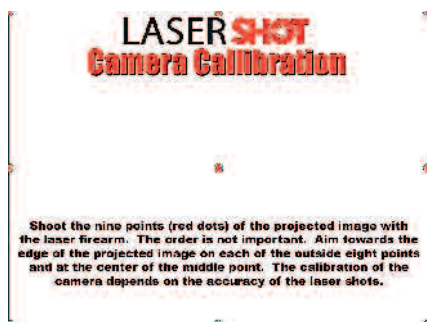 LASER SHOT
Camera Callibration
Shoot the nine points (red dots) of the projected image with
the laser firearm. The order is not important. Aim towards the
edge of the projected image on each of the outside eight points
and at the center of the middle point. The calibration of the
camera depends on the accuracy of the laser shots.